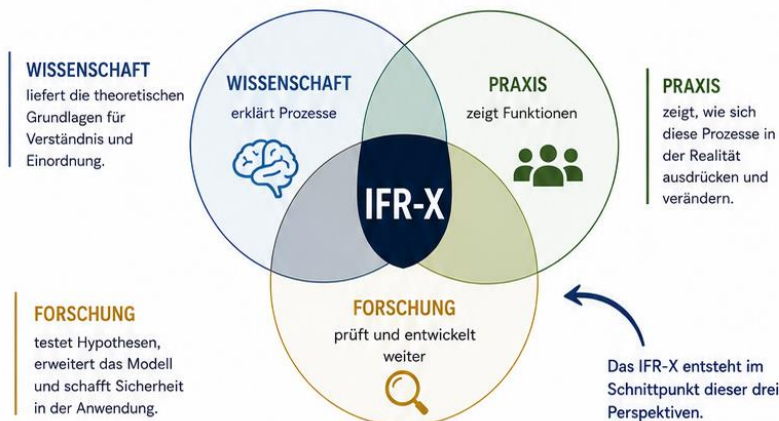 WISSENSCHAFT
liefert die theoretischen
Grundlagen für
Verständnis und
Einordnung.
WISSENSCHAFT
erklärt Prozesse
PRAXIS
zeigt Funktionen
PRAXIS
zeigt, wie sich
diese Prozesse in
der Realität
ausdrücken und
verändern.
IFR-X
FORSCHUNG
testet Hypothesen,
erweitert das Modell
und schafft Sicherheit
in der Anwendung.
FORSCHUNG
prüft und entwickelt
weiter
Das IFR-X entsteht im
Schnittpunkt dieser drei
Perspektiven.